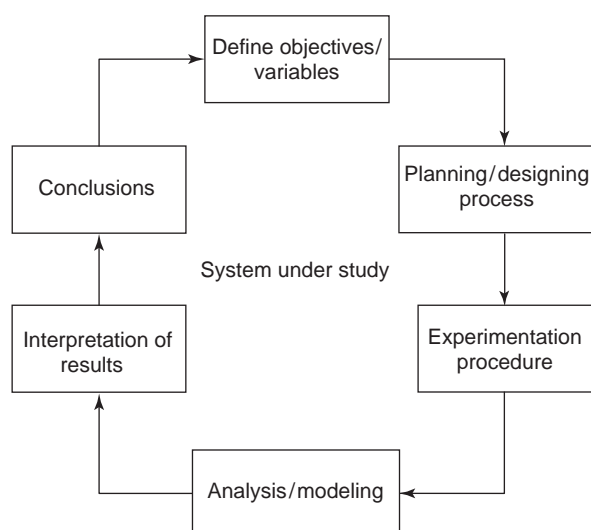 Define objectives/
variables
Planning/designing
process
Experimentation
procedure
Analysis/modeling
Interpretation of
results
Conclusions
System under study